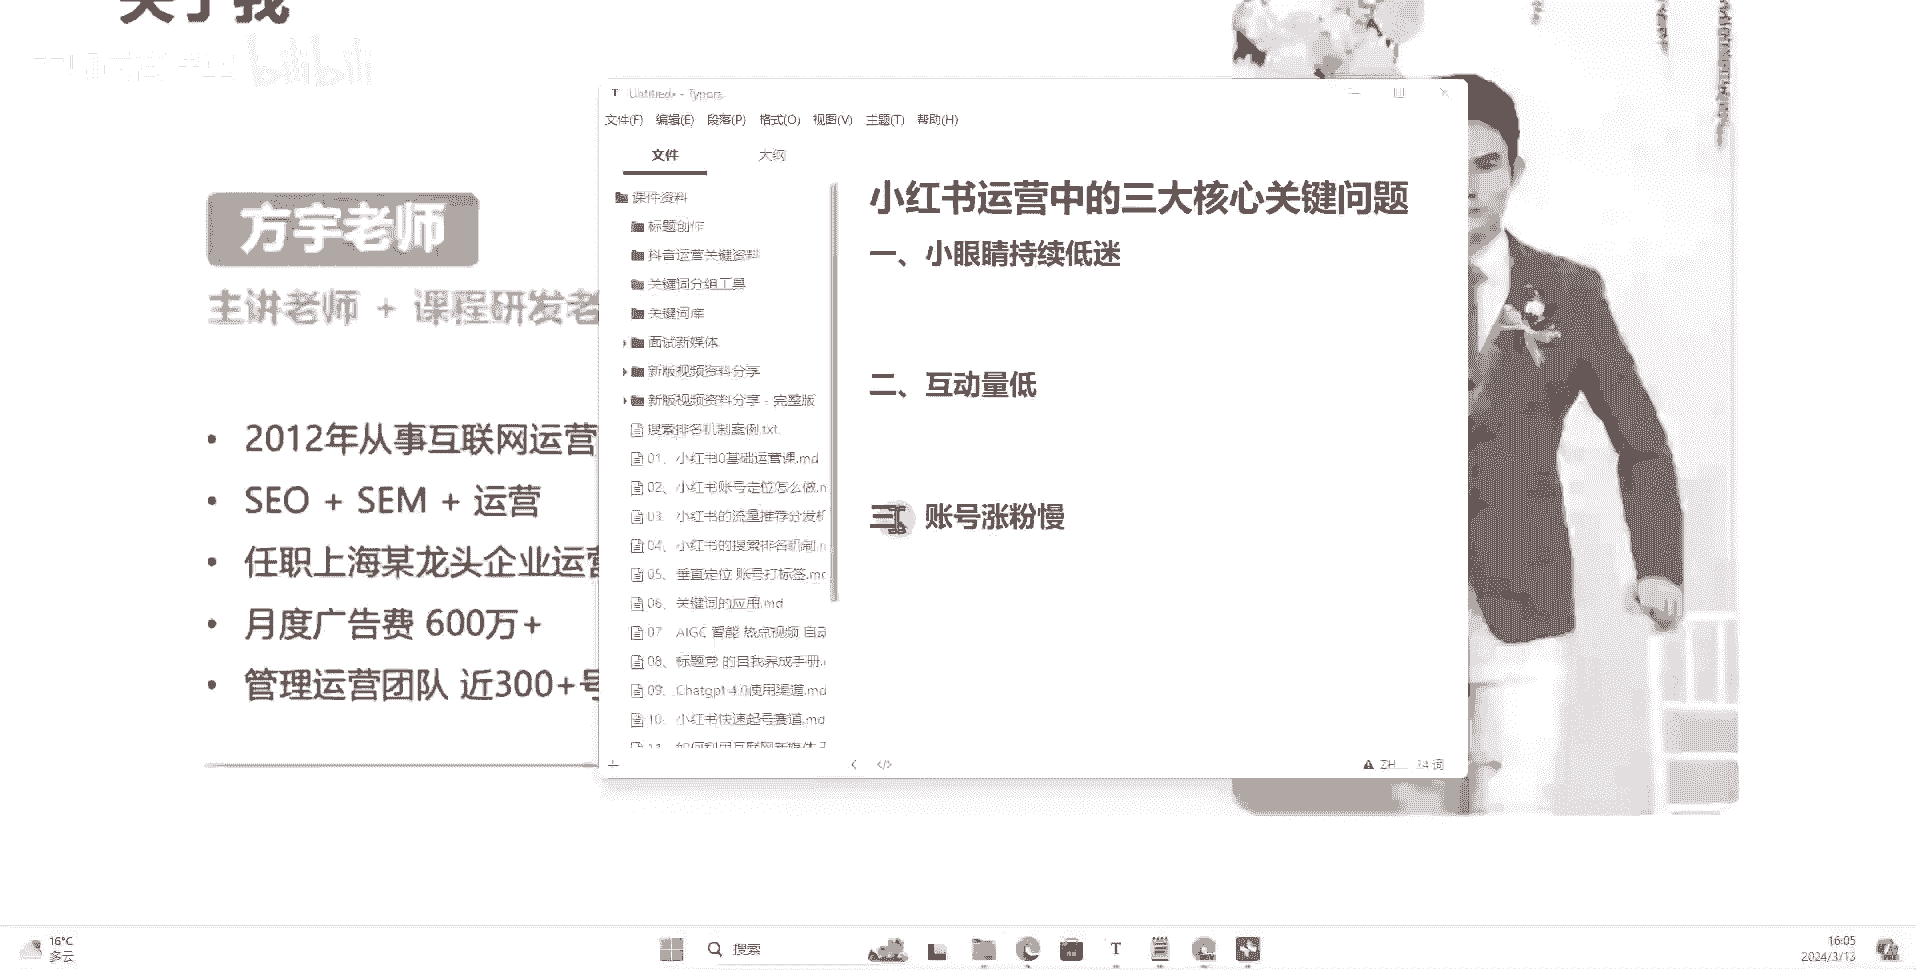 关于我
bilibili
方宇老师
主讲老师 + 课程研发老
2012年从事互联网运营
SEO + SEM + 运营
任职上海某龙头企业运营
月度广告费 600万+
管理运营团队 近300+号
Untitled• - Typora
文件(F) 编辑(E) 段落(P) 格式(O) 视图(V) 主题(T) 帮助(H)
文件 大纲
课件资料
标题创作
抖音运营关键资料
关键词分组工具
关键词库
面试新媒体
新版视频资料分享
新版视频资料分享 - 完整版
搜索排名机制案例.txt
01、小红书0基础运营课.md
02、小红书账号定位怎么做.m
03、小红书的流量推荐分发机
04、小红书的搜索排名机制.m
05、垂直定位 账号打标签.md
06、关键词的应用.md
07、AIGC 智能 热点视频 自动
08、标题党 的自我养成手册.
09、Chatgpt 4.0使用渠道.md
10、小红书快速起号赛道.md
11、如何利用互联网新媒体
小红书运营中的三大核心关键问题
一、小眼睛持续低迷
二、互动量低
三、账号涨粉慢
ZH 34 词
16°C
多云
搜索
16:05
2024/3/13